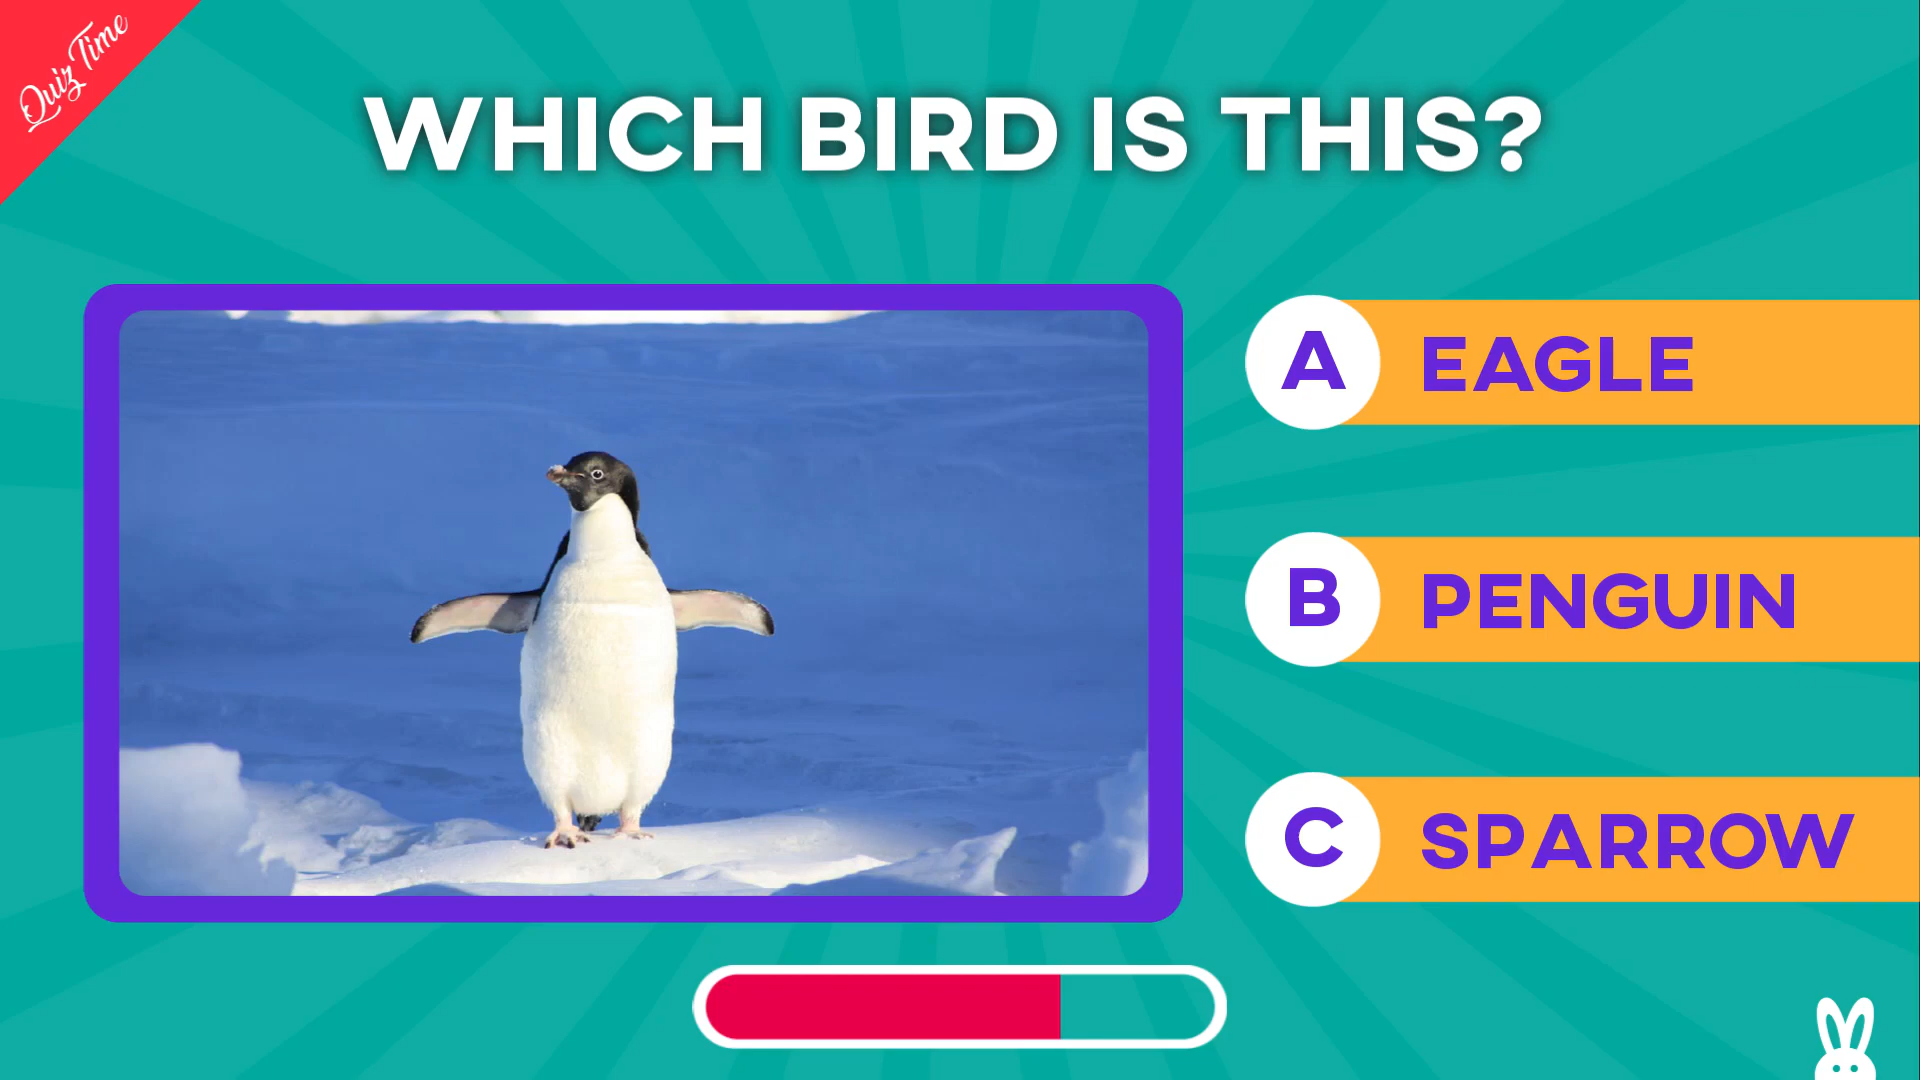 Quiz Time
WHICH BIRD IS THIS?
A EAGLE
B PENGUIN
C SPARROW